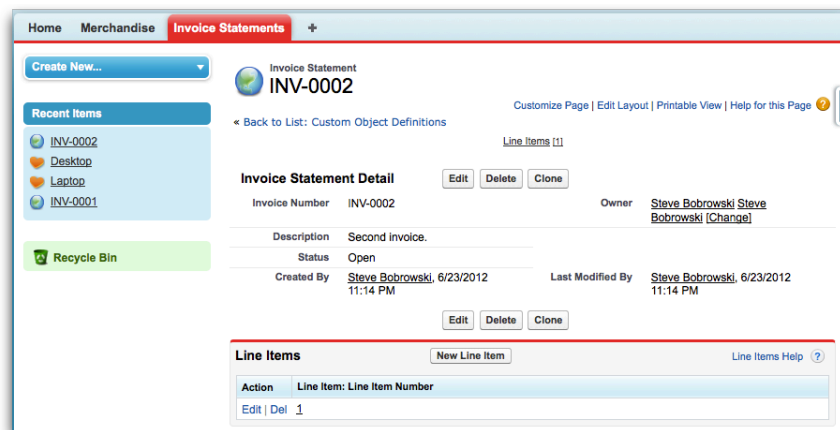 Home Merchandise Invoice Statements +
Create New...
Recent Items
INV-0002
Desktop
Laptop
INV-0001
Recycle Bin
Invoice Statement
INV-0002
Customize Page | Edit Layout | Printable View | Help for this Page ?
« Back to List: Custom Object Definitions
Line Items [1]
Invoice Statement Detail Edit Delete Clone
Invoice Number INV-0002 Owner Steve Bobrowski Steve
Bobrowski [Change]
Description Second invoice.
Status Open
Created By Steve Bobrowski, 6/23/2012 Last Modified By Steve Bobrowski, 6/23/2012
11:14 PM 11:14 PM
Edit Delete Clone
Line Items New Line Item Line Items Help ?
Action Line Item: Line Item Number
Edit | Del 1